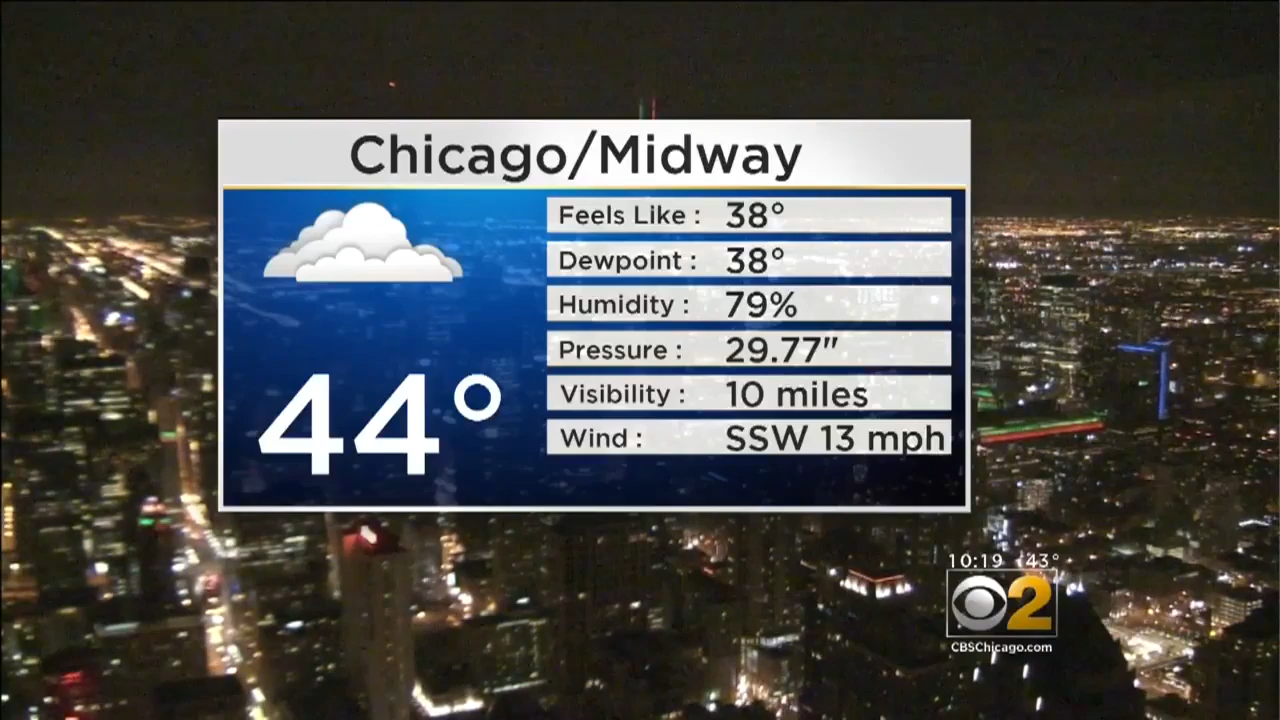 Chicago/Midway
44°
Feels Like : 38°
Dewpoint : 38°
Humidity : 79%
Pressure : 29.77"
Visibility : 10 miles
Wind : SSW 13 mph
10:19 43°
2
CBSChicago.com